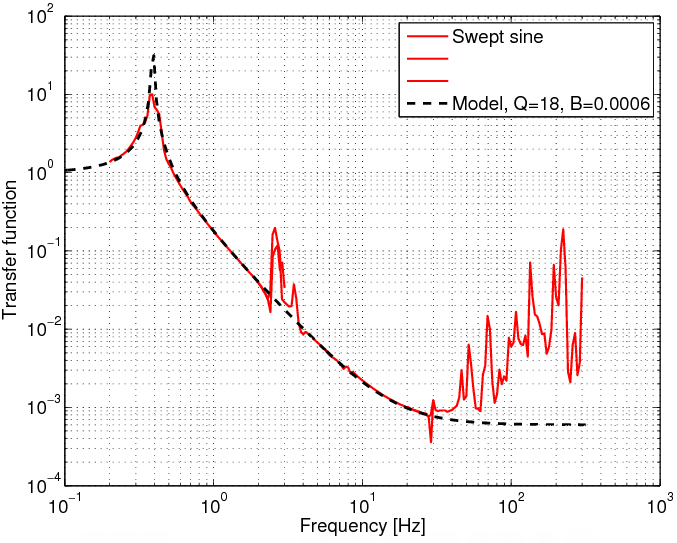 10^2
10^1
10^0
10^-1
10^-2
10^-3
10^-4
Transfer function
Swept sine
Model, Q=18, B=0.0006
10^-1 10^0 10^1 10^2 10^3
Frequency [Hz]